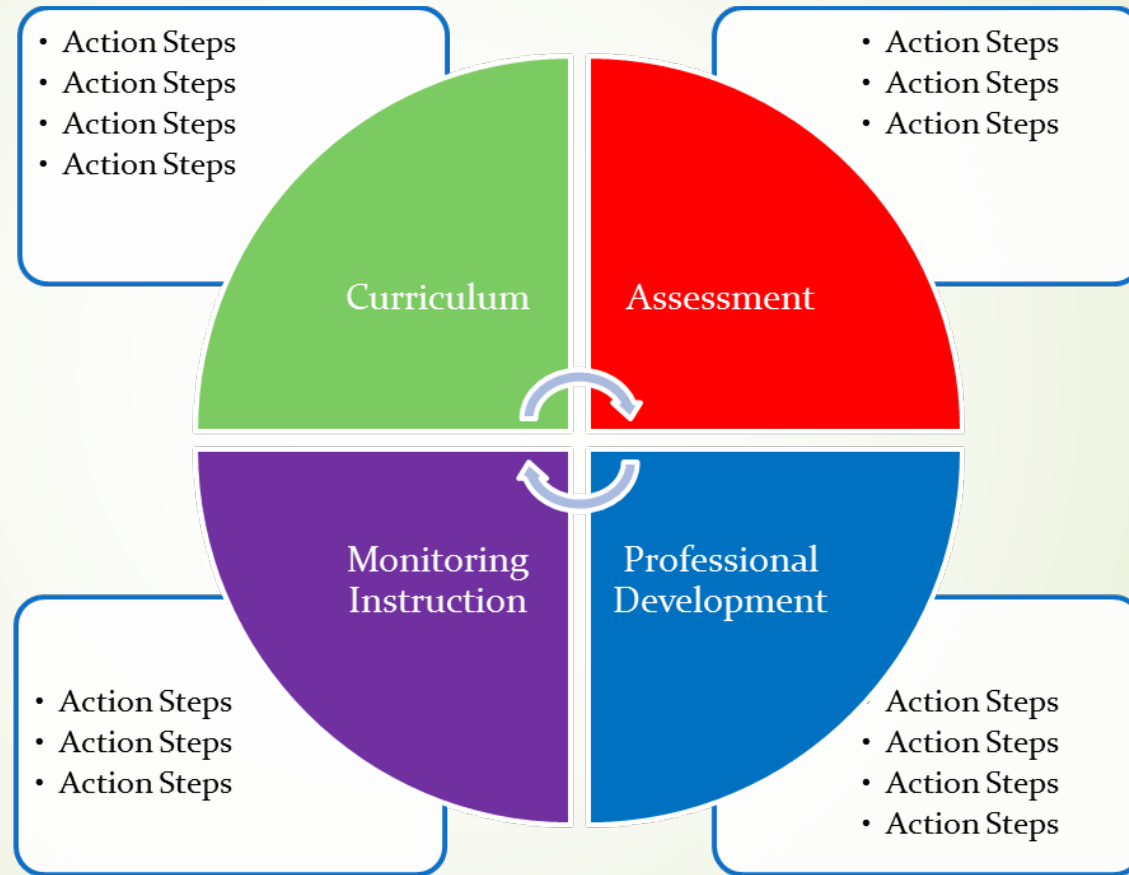 • Action Steps
• Action Steps
• Action Steps
• Action Steps
• Action Steps
• Action Steps
• Action Steps
Curriculum
Assessment
Monitoring
Instruction
Professional
Development
• Action Steps
• Action Steps
• Action Steps
• Action Steps
• Action Steps
• Action Steps
• Action Steps